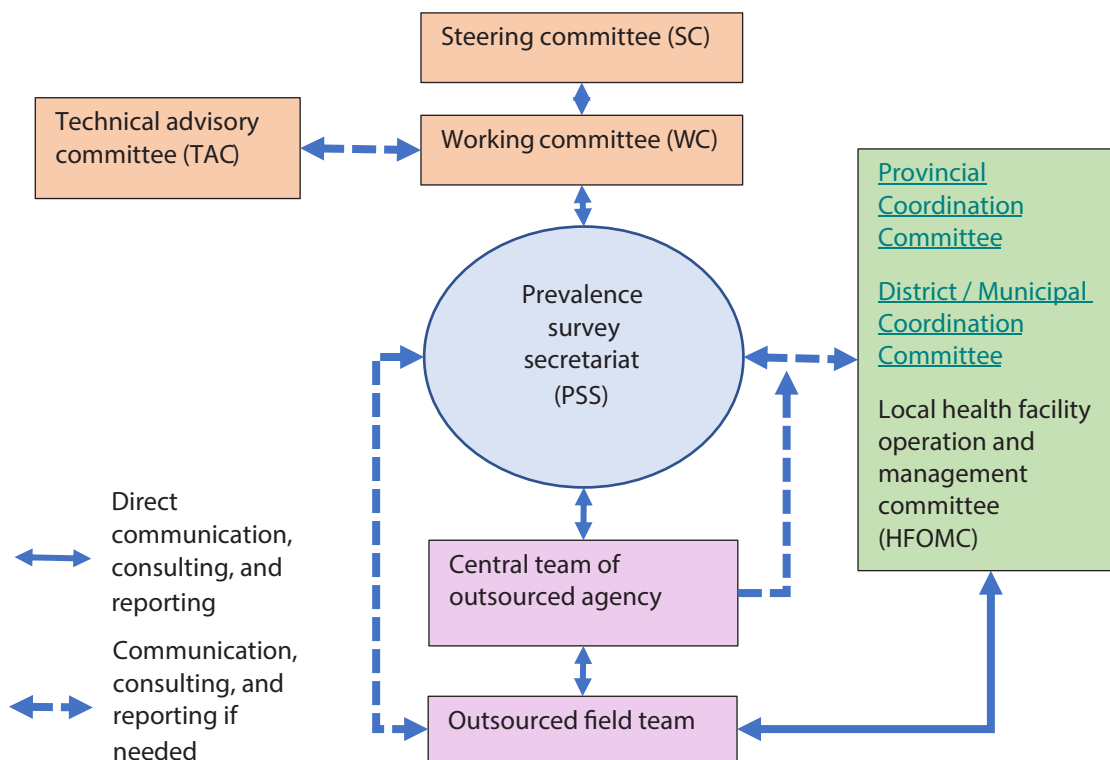 Steering committee (SC)
Technical advisory
committee (TAC)
Working committee (WC)
Provincial
Coordination
Committee
District / Municipal
Coordination
Committee
Local health facility
operation and
management
committee
(HFOMC)
Prevalence
survey
secretariat
(PSS)
Direct
communication,
consulting, and
reporting
Central team of
outsourced agency
Communication,
consulting, and
reporting if
needed
Outsourced field team